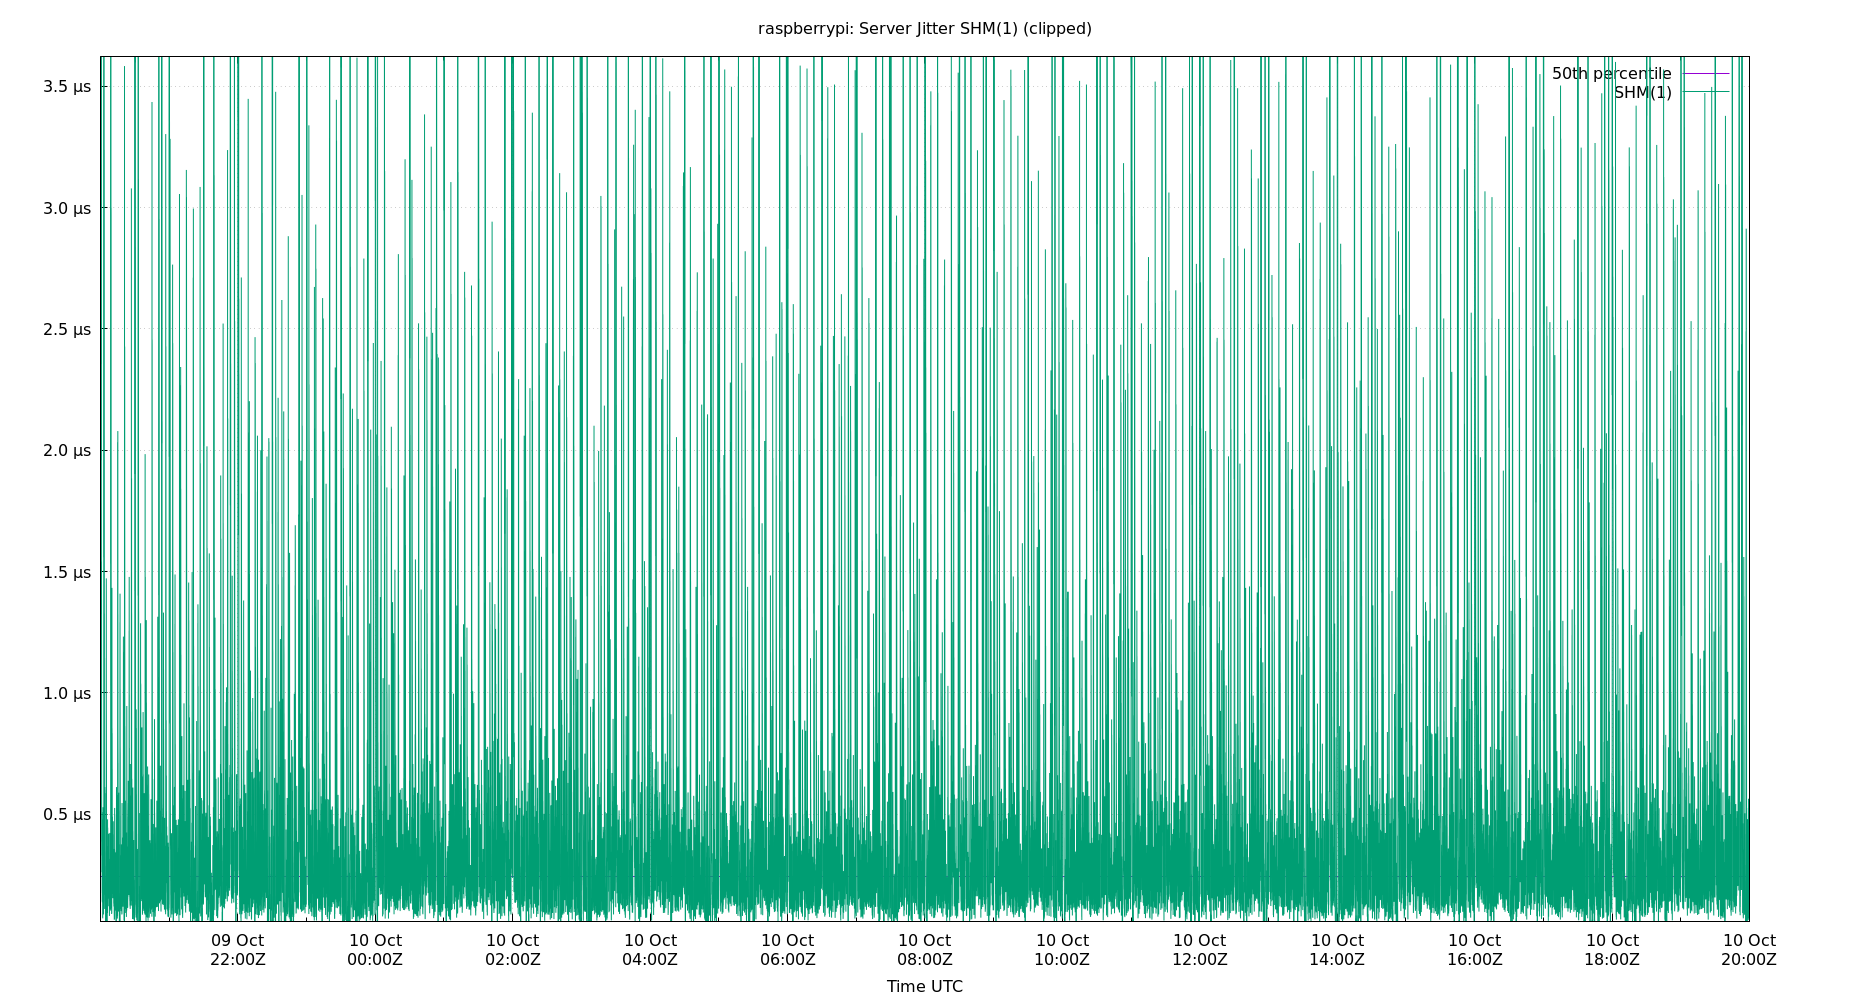 raspberrypi: Server Jitter SHM(1) (clipped)
50th percentile
SHM(1)
3.5 µs
3.0 µs
2.5 µs
2.0 µs
1.5 µs
1.0 µs
0.5 µs
09 Oct 10 Oct 10 Oct 10 Oct 10 Oct 10 Oct 10 Oct 10 Oct 10 Oct 10 Oct 10 Oct 10 Oct
22:00Z 00:00Z 02:00Z 04:00Z 06:00Z 08:00Z 10:00Z 12:00Z 14:00Z 16:00Z 18:00Z 20:00Z
Time UTC